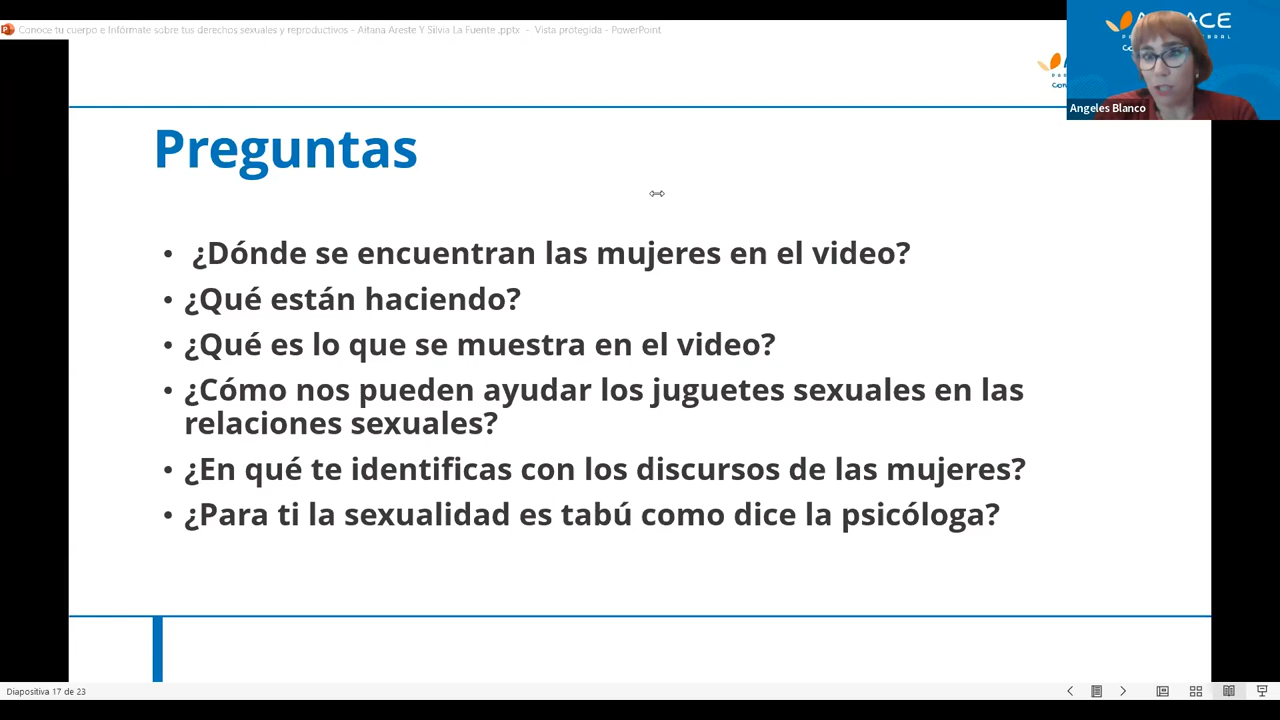 Conoce tu cuerpo e Infórmate sobre tus derechos sexuales y reproductivos - Aitana Areste Y Silvia La Fuente .pptx - Vista protegida - PowerPoint
Angeles Blanco
Preguntas
• ¿Dónde se encuentran las mujeres en el video?
• ¿Qué están haciendo?
• ¿Qué es lo que se muestra en el video?
• ¿Cómo nos pueden ayudar los juguetes sexuales en las
relaciones sexuales?
• ¿En qué te identificas con los discursos de las mujeres?
• ¿Para ti la sexualidad es tabú como dice la psicóloga?
Diapositiva 17 de 23